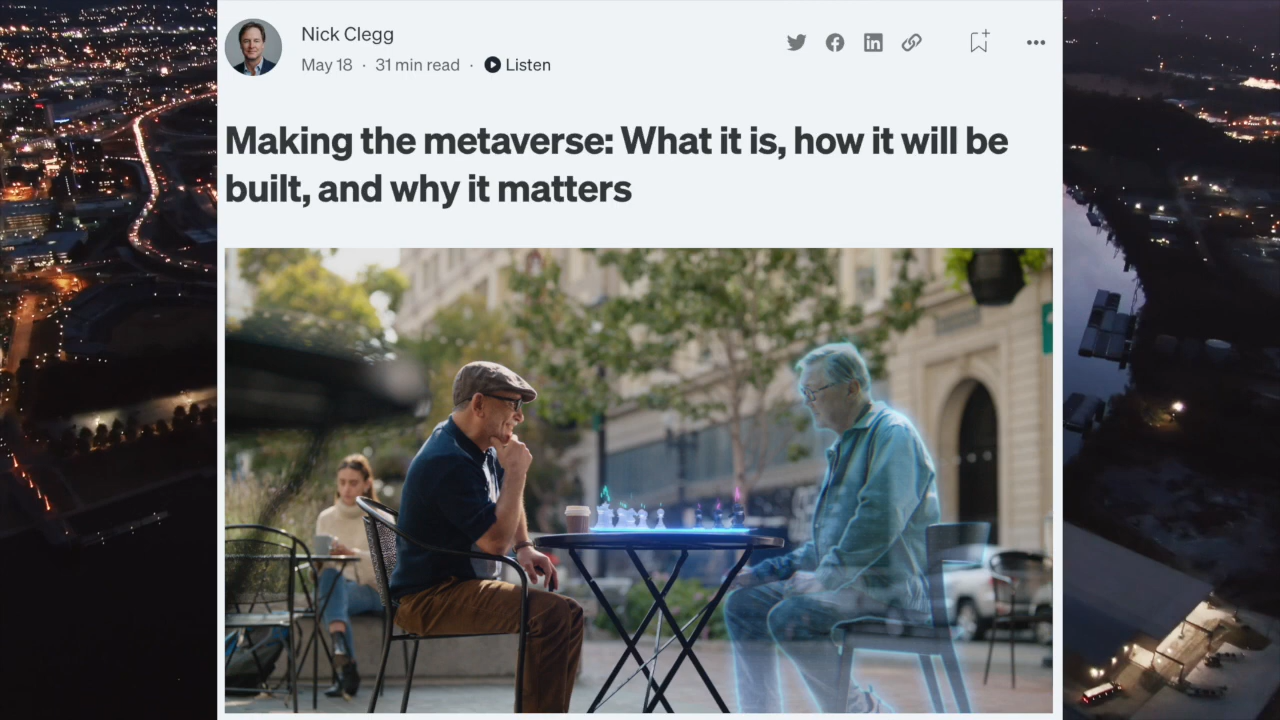 Nick Clegg
May 18 · 31 min read · Listen
Making the metaverse: What it is, how it will be
built, and why it matters